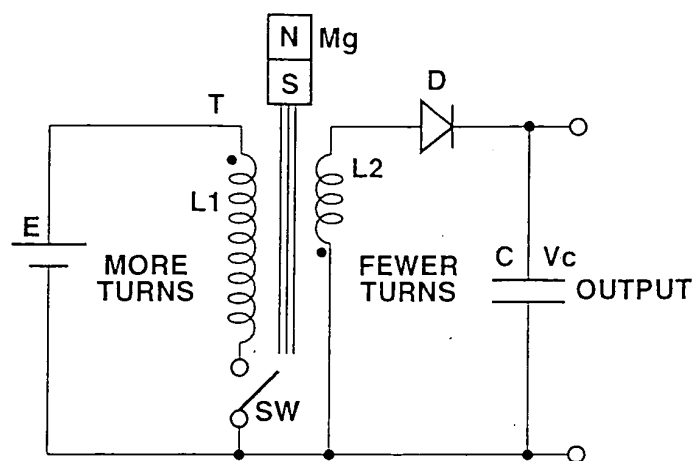 N Mg
S
T
D
L1
L2
E
MORE
TURNS
FEWER
TURNS
C Vc
OUTPUT
SW